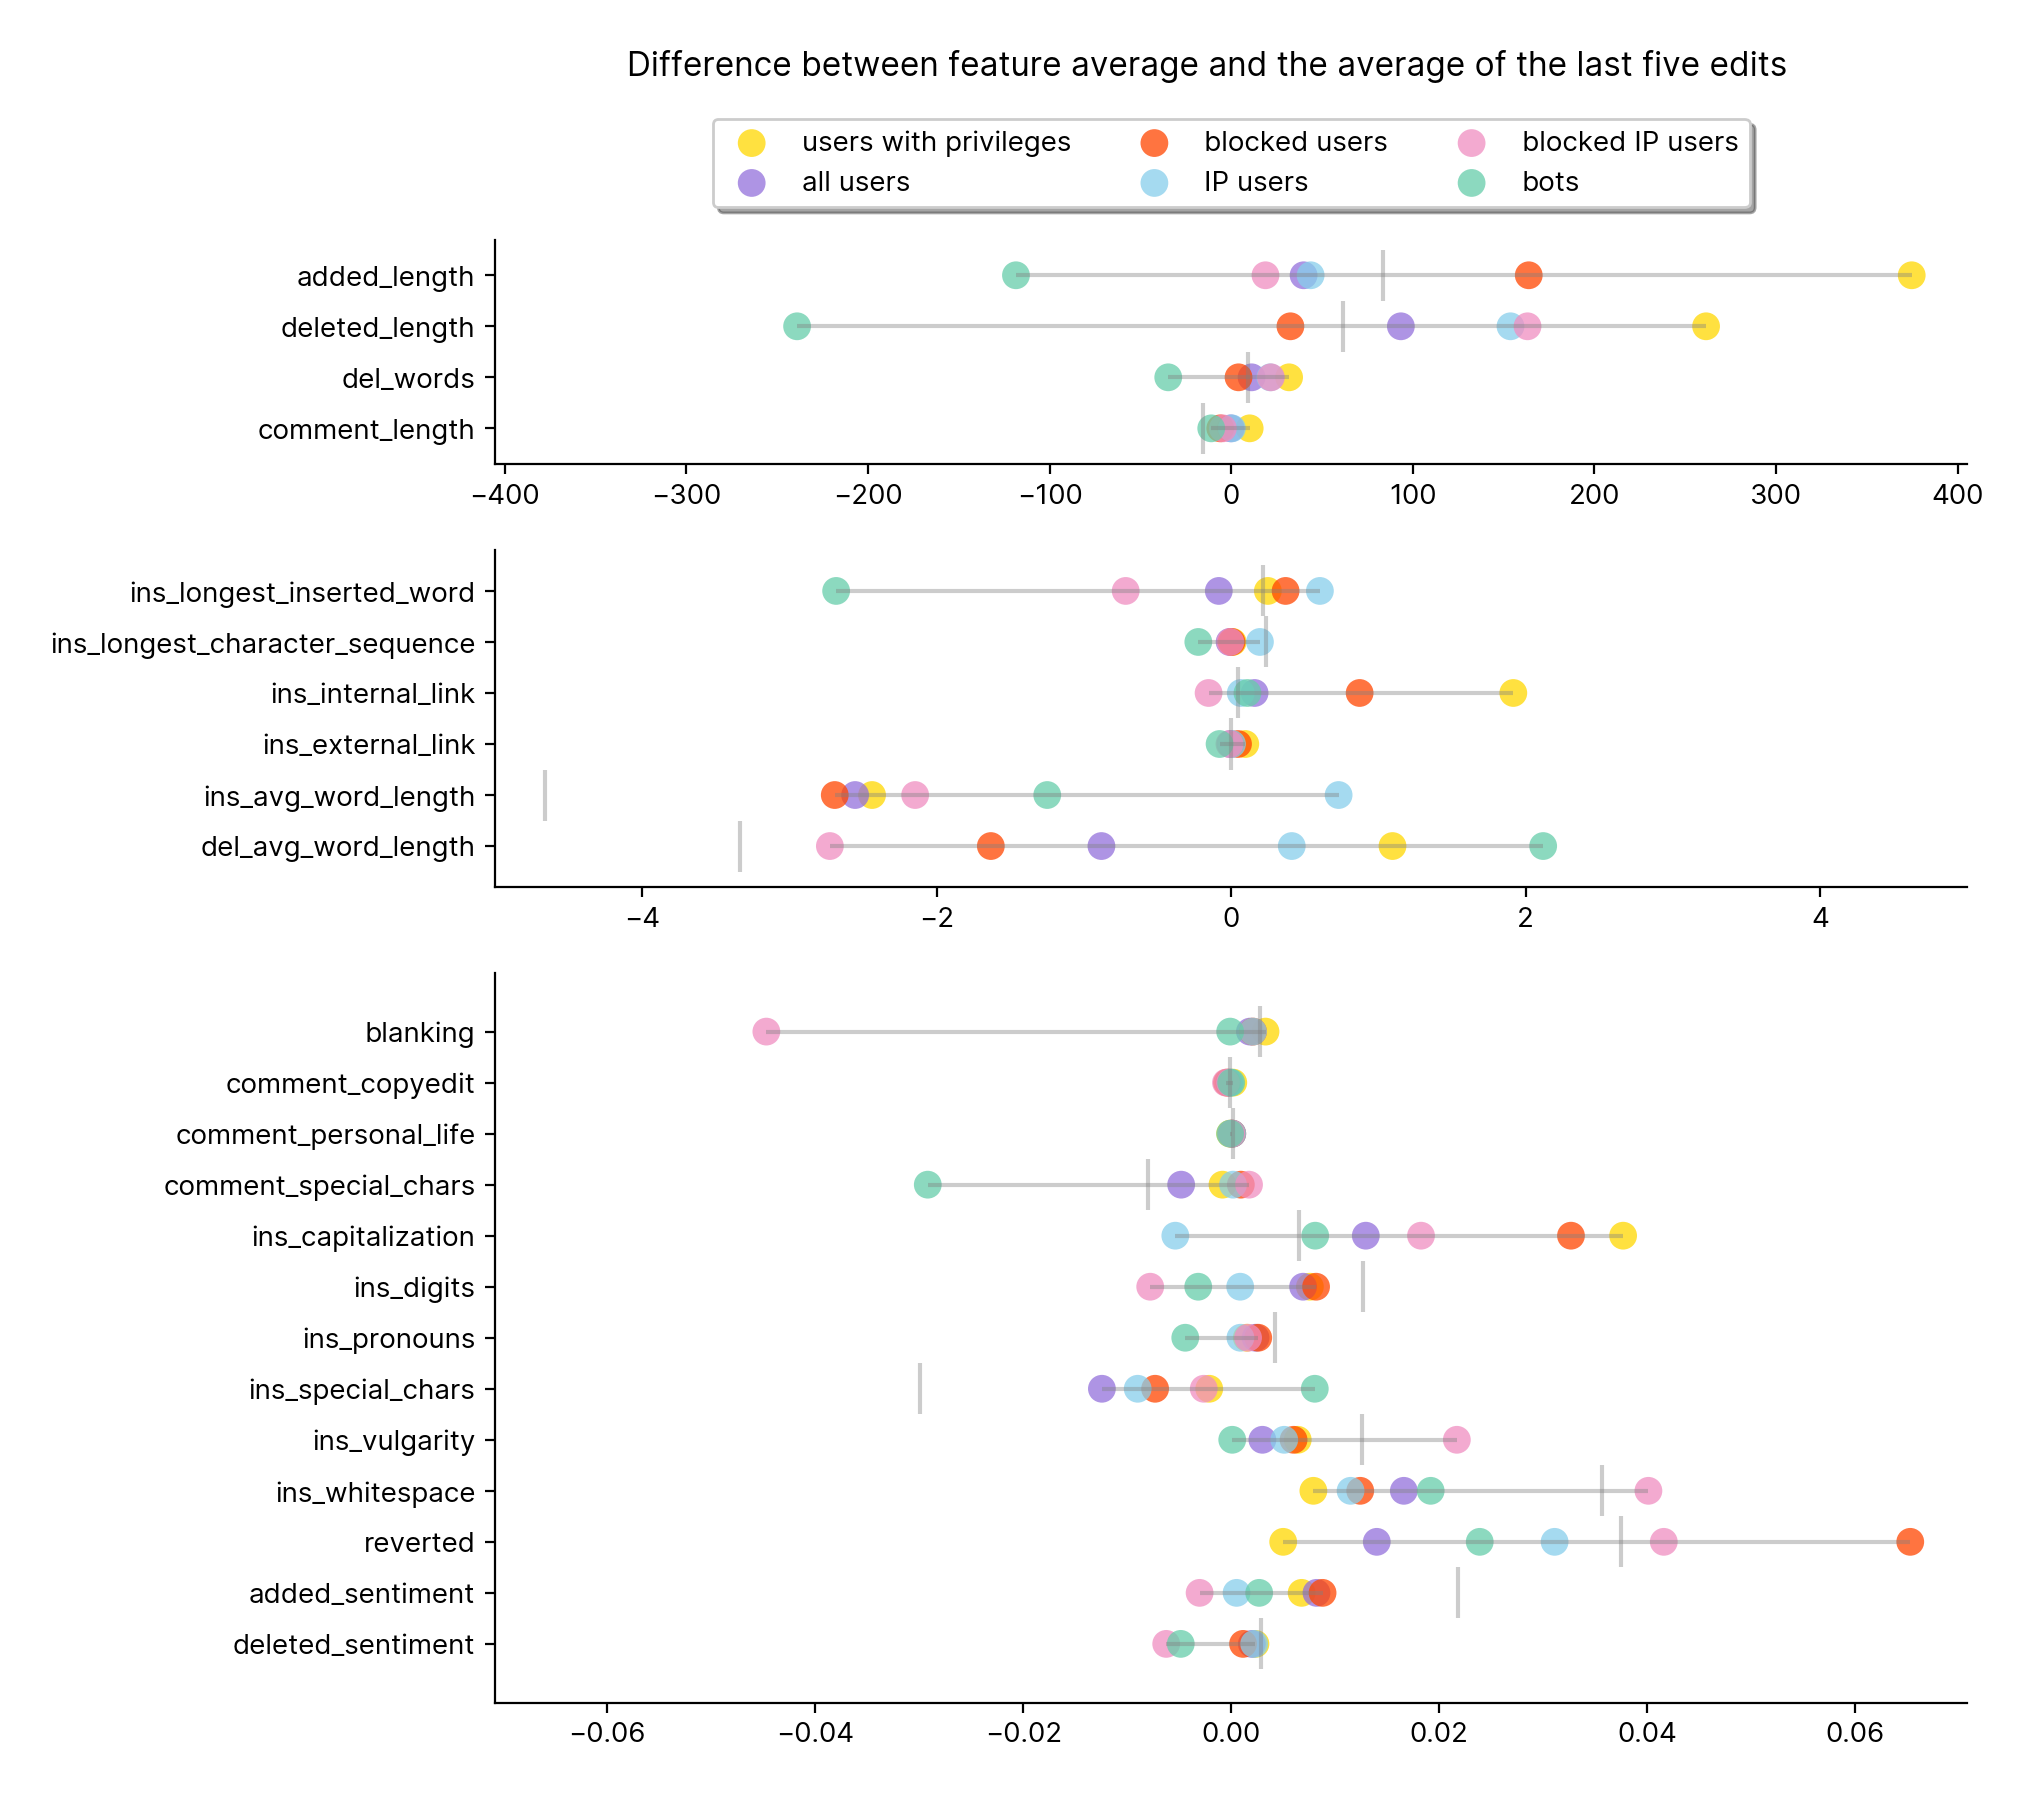 Difference between feature average and the average of the last five edits
users with privileges
blocked users
blocked IP users
all users
IP users
bots
added_length
deleted_length
del_words
comment_length
−400 −300 −200 −100 0 100 200 300 400
ins_longest_inserted_word
ins_longest_character_sequence
ins_internal_link
ins_external_link
ins_avg_word_length
del_avg_word_length
−4 −2 0 2 4
blanking
comment_copyedit
comment_personal_life
comment_special_chars
ins_capitalization
ins_digits
ins_pronouns
ins_special_chars
ins_vulgarity
ins_whitespace
reverted
added_sentiment
deleted_sentiment
−0.06 −0.04 −0.02 0.00 0.02 0.04 0.06